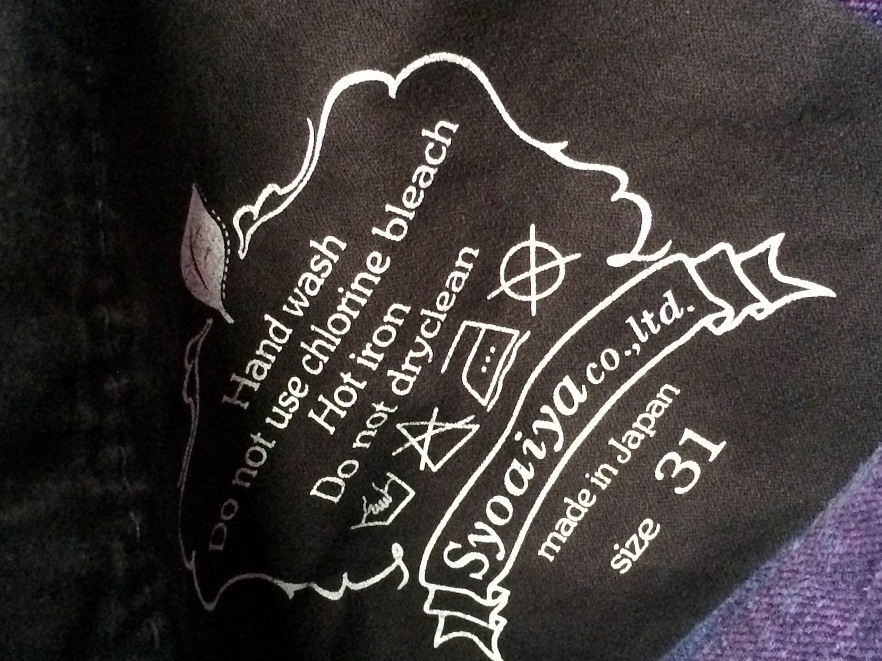 Hand wash
Do not use chlorine bleach
Hot iron
Do not dryclean
Syoaiya co.,ltd.
made in Japan
size 31